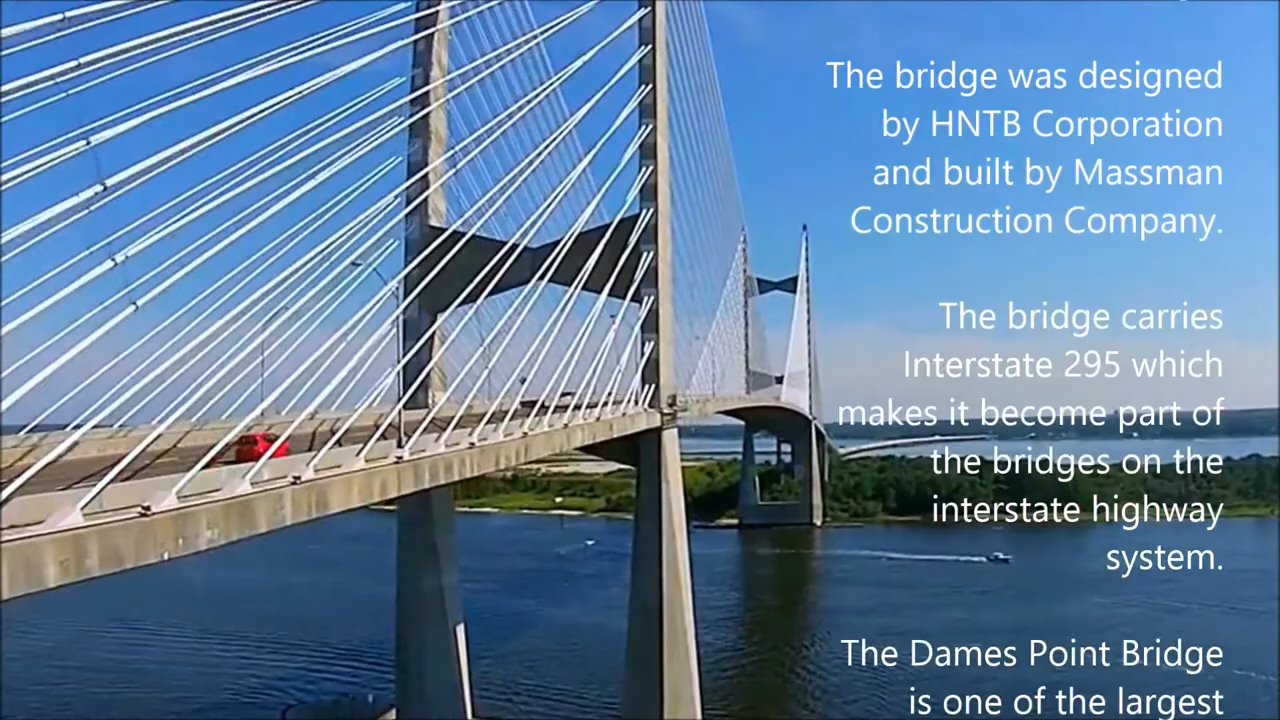 The bridge was designed
by HNTB Corporation
and built by Massman
Construction Company.
The bridge carries
Interstate 295 which
makes it become part of
the bridges on the
interstate highway
system.
The Dames Point Bridge
is one of the largest